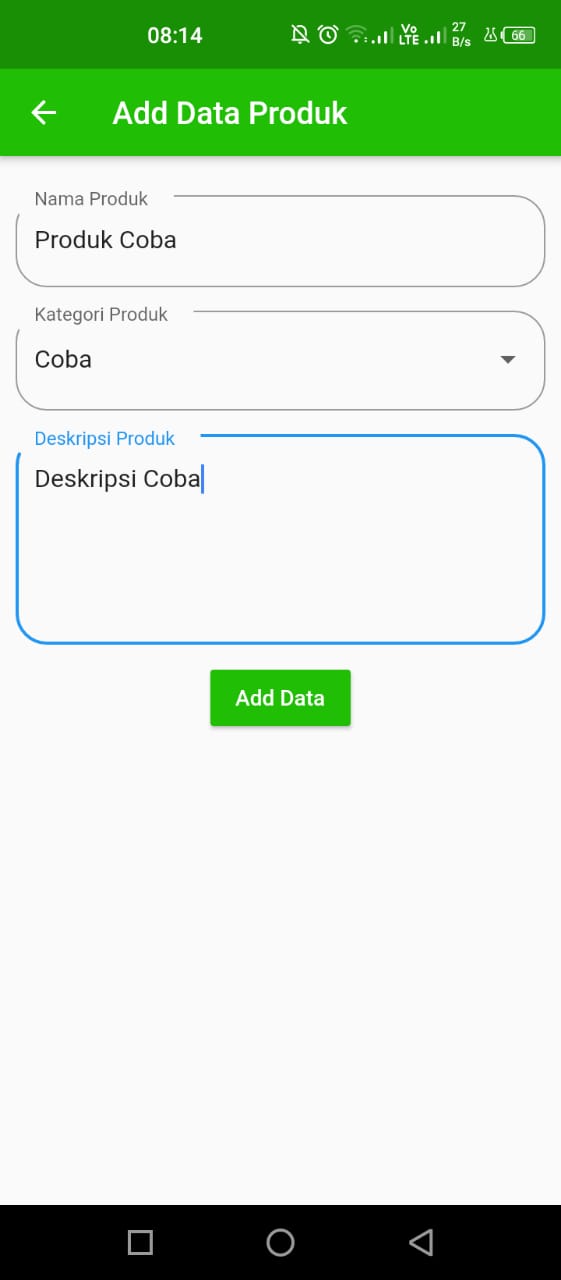 08:14 Vo LTE 27 B/s 66
Add Data Produk
Nama Produk
Produk Coba
Kategori Produk
Coba
Deskripsi Produk
Deskripsi Coba
Add Data